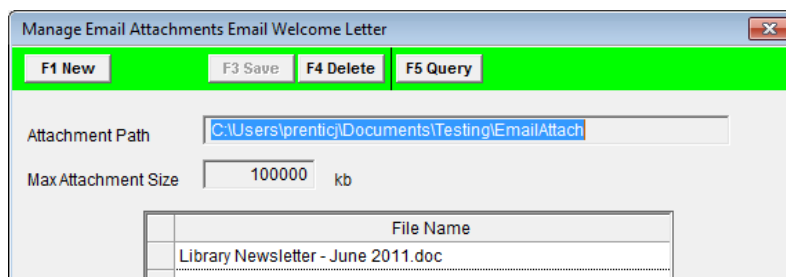 Manage Email Attachments Email Welcome Letter
F1 New F3 Save F4 Delete F5 Query
Attachment Path C:\Users\prenticj\Documents\Testing\EmailAttach
Max Attachment Size 100000 kb
File Name
Library Newsletter - June 2011.doc